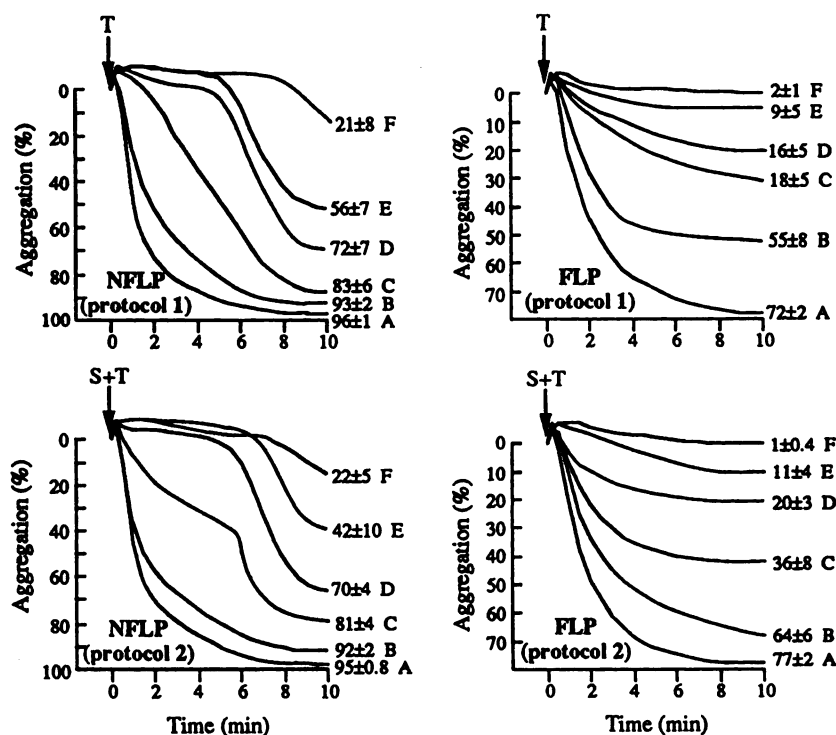 T
0
10
20
30
40
50
60
70
80
90
100
Aggregation (%)
NFLP
(protocol 1)
21±8 F
56±7 E
72±7 D
83±6 C
93±2 B
96±1 A
0 2 4 6 8 10
T
0
10
20
30
40
50
60
70
Aggregation (%)
FLP
(protocol 1)
2±1 F
9±5 E
16±5 D
18±5 C
55±8 B
72±2 A
0 2 4 6 8 10
S+T
0
20
40
60
80
100
Aggregation (%)
NFLP
(protocol 2)
22±5 F
42±10 E
70±4 D
81±4 C
92±2 B
95±0.8 A
0 2 4 6 8 10
Time (min)
S+T
0
10
20
30
40
50
60
70
Aggregation (%)
FLP
(protocol 2)
1±0.4 F
11±4 E
20±3 D
36±8 C
64±6 B
77±2 A
0 2 4 6 8 10
Time (min)